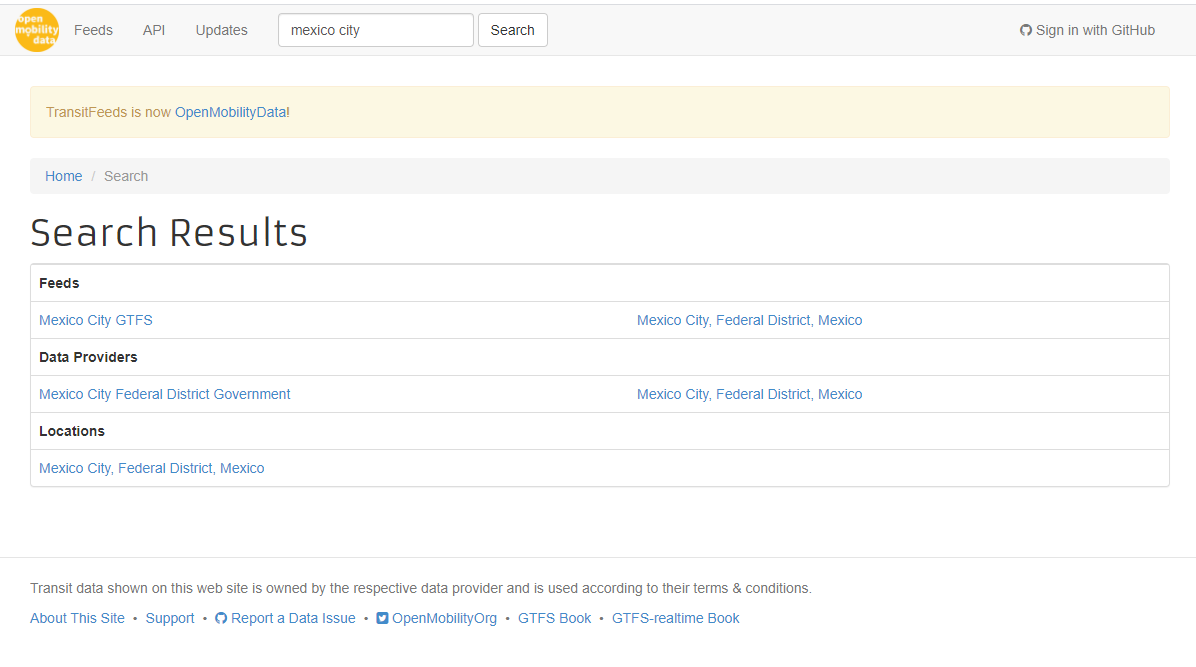 open mobility data
Feeds API Updates mexico city Search Sign in with GitHub
TransitFeeds is now OpenMobilityData!
Home / Search
Search Results
Feeds
Mexico City GTFS Mexico City, Federal District, Mexico
Data Providers
Mexico City Federal District Government Mexico City, Federal District, Mexico
Locations
Mexico City, Federal District, Mexico
Transit data shown on this web site is owned by the respective data provider and is used according to their terms & conditions.
About This Site • Support • Report a Data Issue • OpenMobilityOrg • GTFS Book • GTFS-realtime Book